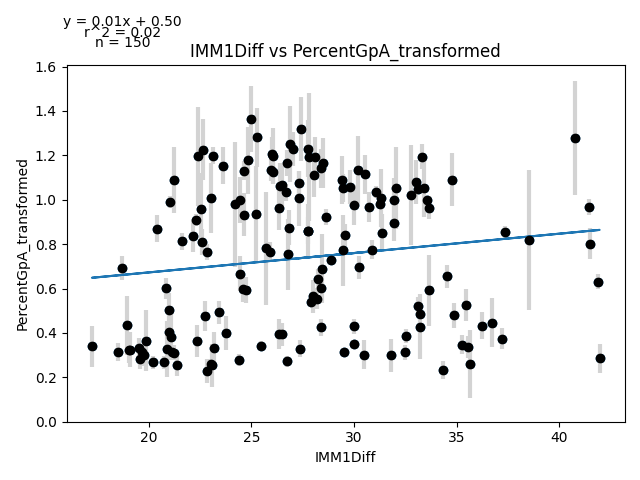 y = 0.01x + 0.50
r^2 = 0.02
n = 150
IMM1Diff vs PercentGpA_transformed
1.6
1.4
1.2
1.0
0.8
0.6
0.4
0.2
0.0
PercentGpA_transformed
20 25 30 35 40
IMM1Diff